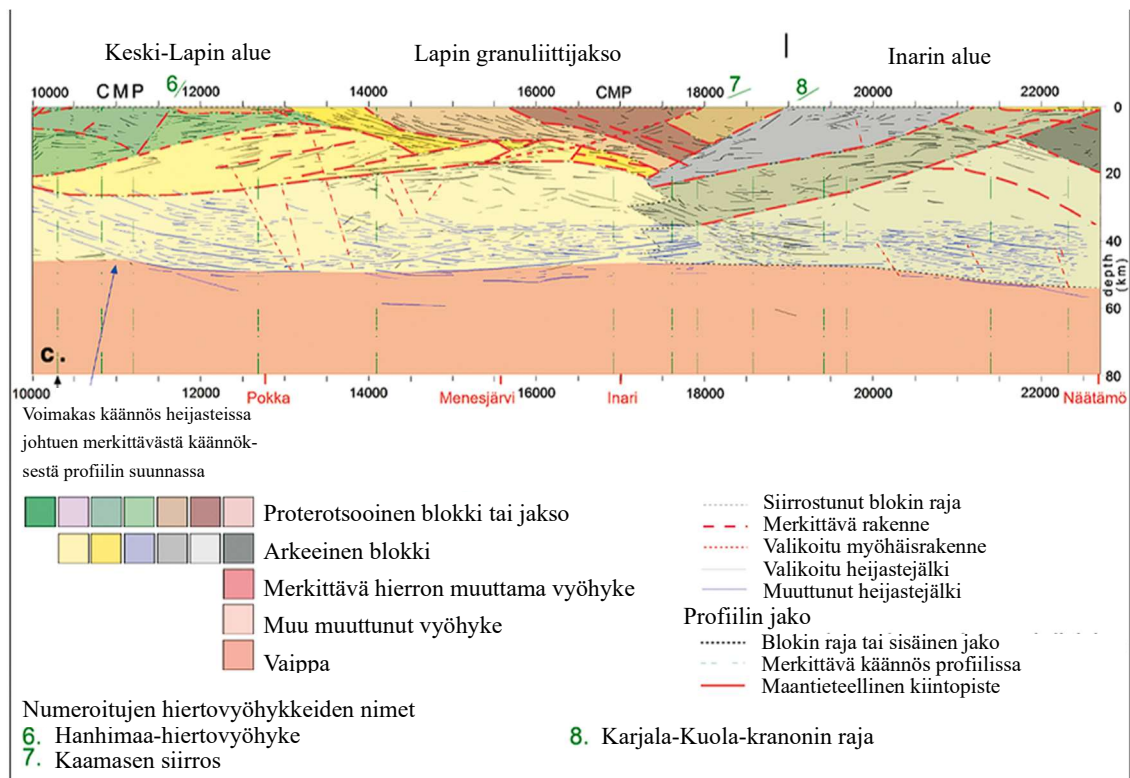 Keski-Lapin alue Lapin granuliittijakso Inarin alue
10000 CMP 6 12000 14000 16000 CMP 18000 7 8 20000 22000
0
20
40
60
80
depth (km)
c.
10000 12000 Pokka 14000 Menesjärvi 16000 Inari 18000 20000 22000 Näätämö
Voimakas käännös heijasteissa
johtuen merkittävästä käännök-
sestä profiilin suunnassa
Proterotsooinen blokki tai jakso
Arkeeinen blokki
Merkittävä hierron muuttama vyöhyke
Muu muuttunut vyöhyke
Vaippa
Siirrostunut blokin raja
Merkittävä rakenne
Valikoitu myöhäisrakenne
Valikoitu heijastejälki
Muuttunut heijastejälki
Profiilin jako
Blokin raja tai sisäinen jako
Merkittävä käännös profiilissa
Maantieteellinen kiintopiste
Numeroitujen hiertovyöhykkeiden nimet
6. Hanhimaa-hiertovyöhyke
7. Kaamasen siirros
8. Karjala-Kuola-kranonin raja